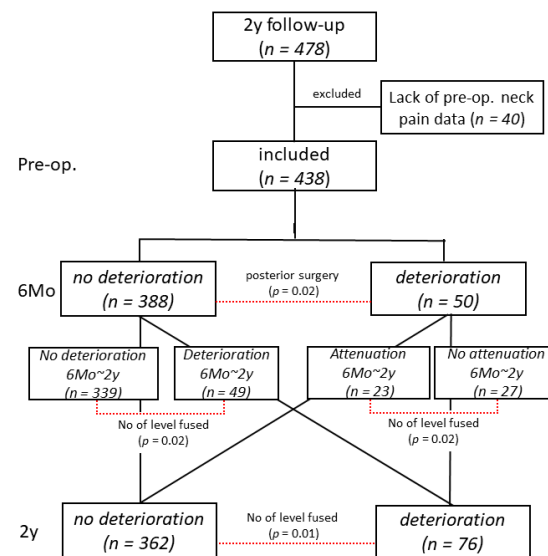 2y follow-up
(n = 478)
excluded
Lack of pre-op. neck
pain data (n = 40)
Pre-op.
included
(n = 438)
6Mo
no deterioration
(n = 388)
posterior surgery
(p = 0.02)
deterioration
(n = 50)
No deterioration
6Mo~2y
(n = 339)
Deterioration
6Mo~2y
(n = 49)
Attenuation
6Mo~2y
(n = 23)
No attenuation
6Mo~2y
(n = 27)
No of level fused
(p = 0.02)
No of level fused
(p = 0.02)
2y
no deterioration
(n = 362)
No of level fused
(p = 0.01)
deterioration
(n = 76)